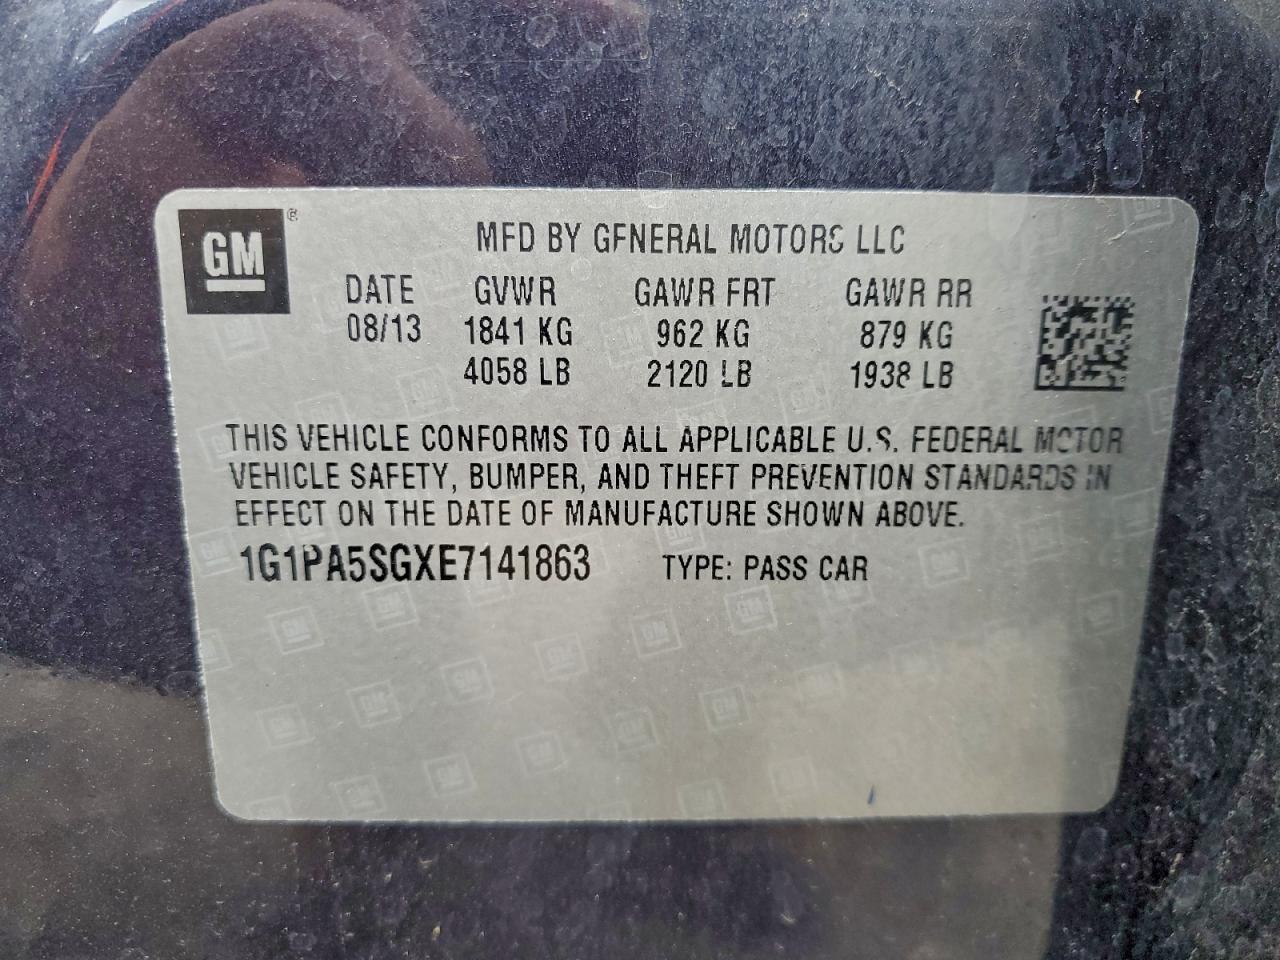 GM
MFD BY GENERAL MOTORS LLC
DATE GVWR GAWR FRT GAWR RR
08/13 1841 KG 962 KG 879 KG
4058 LB 2120 LB 1938 LB
THIS VEHICLE CONFORMS TO ALL APPLICABLE U.S. FEDERAL MOTOR
VEHICLE SAFETY, BUMPER, AND THEFT PREVENTION STANDARDS IN
EFFECT ON THE DATE OF MANUFACTURE SHOWN ABOVE.
1G1PA5SGXE7141863 TYPE: PASS CAR